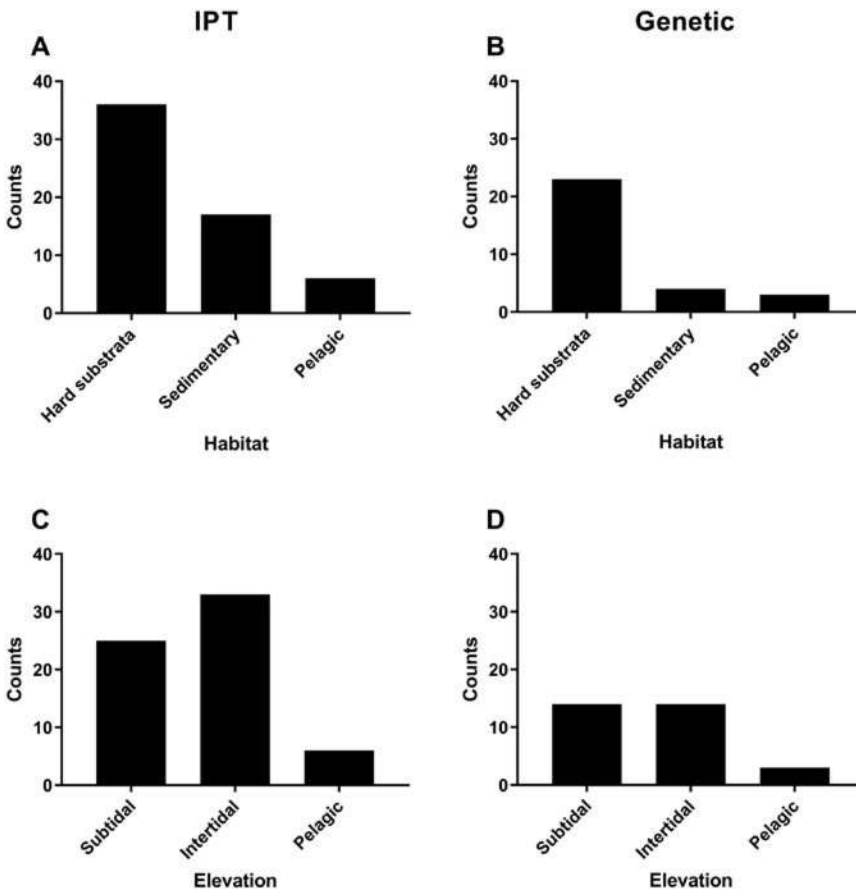 IPT
Genetic
A
40
30
20
10
0
Counts
Hard substrata
Sedimentary
Pelagic
Habitat
B
40
30
20
10
0
Counts
Hard substrata
Sedimentary
Pelagic
Habitat
C
40
30
20
10
0
Counts
Subtidal
Intertidal
Pelagic
Elevation
D
40
30
20
10
0
Counts
Subtidal
Intertidal
Pelagic
Elevation